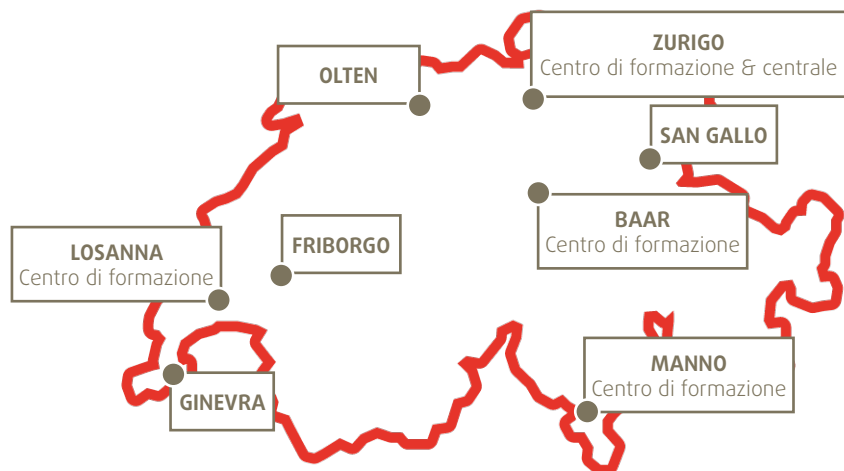 ZURIGO
Centro di formazione & centrale
OLTEN
SAN GALLO
BAAR
Centro di formazione
FRIBORGO
LOSANNA
Centro di formazione
MANNO
Centro di formazione
GINEVRA